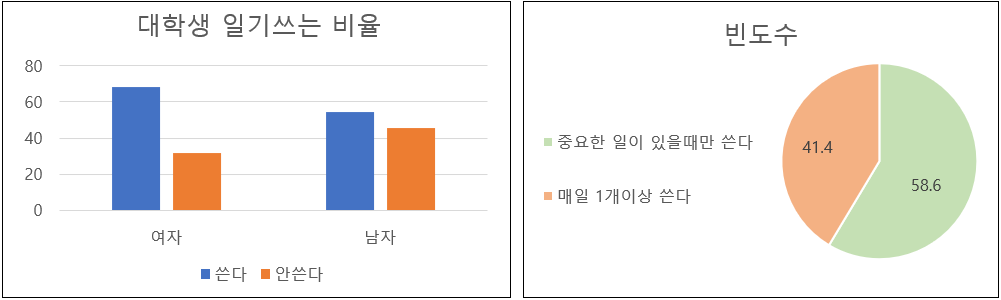 대학생 일기쓰는 비율
80
60
40
20
0
여자 남자
쓴다 안쓴다
빈도수
중요한 일이 있을때만 쓴다
매일 1개이상 쓴다
41.4
58.6